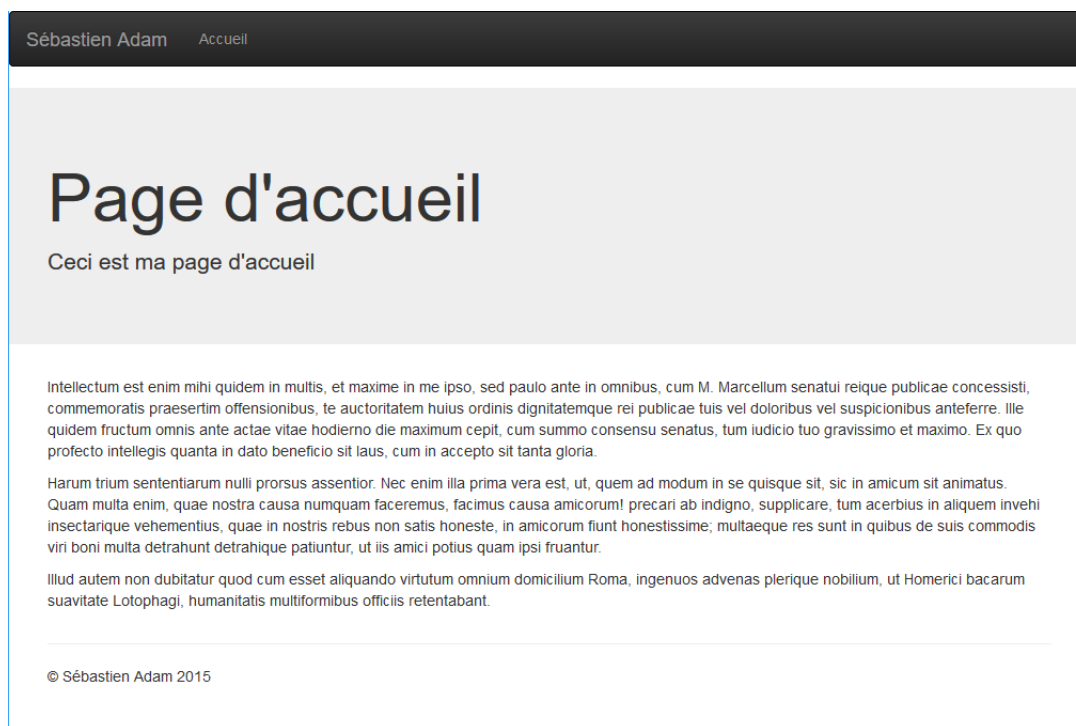 Sébastien Adam Accueil
Page d'accueil
Ceci est ma page d'accueil
Intellectum est enim mihi quidem in multis, et maxime in me ipso, sed paulo ante in omnibus, cum M. Marcellum senatui reique publicae concessisti,
commemoratis praesertim offensionibus, te auctoritatem huius ordinis dignitatemque rei publicae tuis vel doloribus vel suspicionibus anteferre. Ille
quidem fructum omnis ante actae vitae hodierno die maximum cepit, cum summo consensu senatus, tum iudicio tuo gravissimo et maximo. Ex quo
profecto intellegis quanta in dato beneficio sit laus, cum in accepto sit tanta gloria.
Harum trium sententiarum nulli prorsus assentior. Nec enim illa prima vera est, ut, quem ad modum in se quisque sit, sic in amicum sit animatus.
Quam multa enim, quae nostra causa numquam faceremus, facimus causa amicorum! precari ab indigno, supplicare, tum acerbius in aliquem invehi
insectarique vehementius, quae in nostris rebus non satis honeste, in amicorum fiunt honestissime; multaeque res sunt in quibus de suis commodis
viri boni multa detrahunt detrahique patiuntur, ut iis amici potius quam ipsi fruantur.
Illud autem non dubitatur quod cum esset aliquando virtutum omnium domicilium Roma, ingenuos advenas plerique nobilium, ut Homerici bacarum
suavitate Lotophagi, humanitatis multiformibus officiis retentabant.
© Sébastien Adam 2015